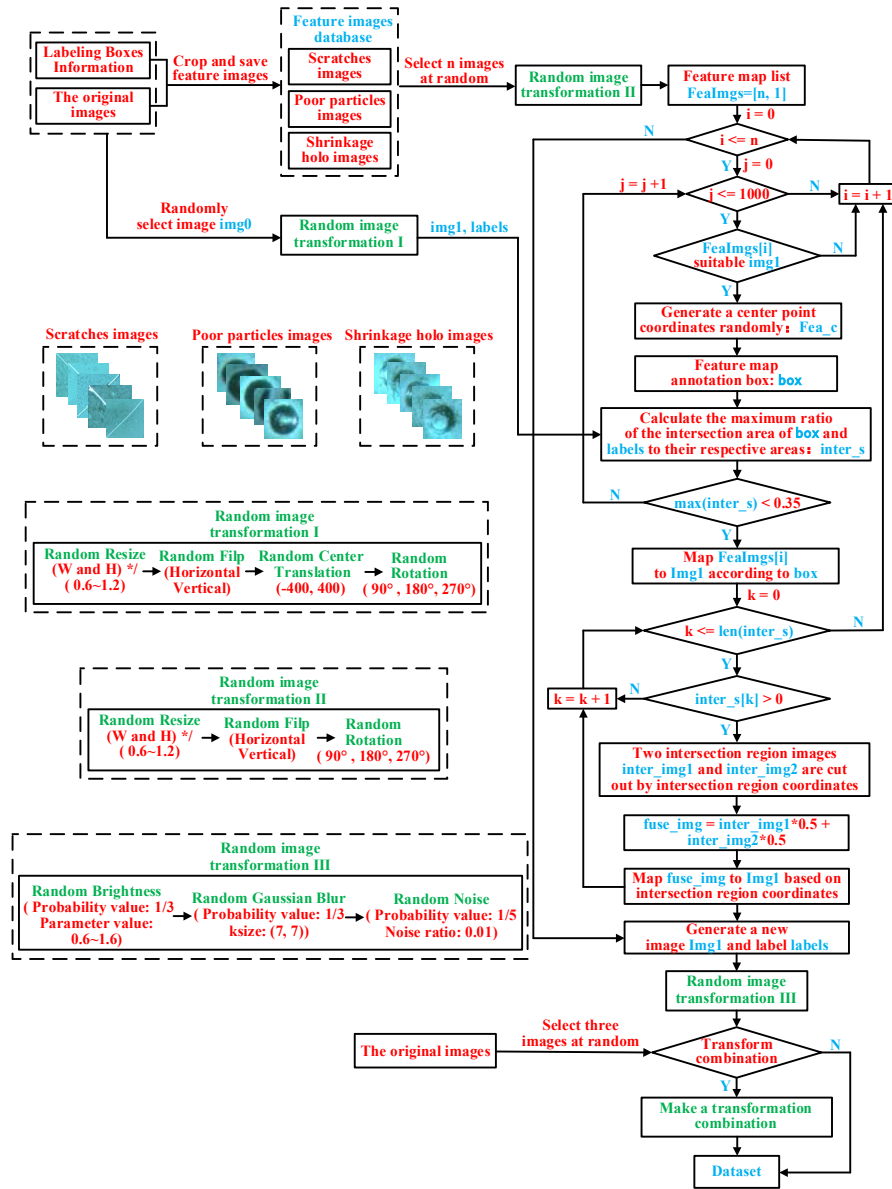 Feature images
database
Labeling Boxes
Information
The original
images
Crop and save
feature images
Scratches
images
Poor particles
images
Shrinkage
holo images
Select n images
at random
Random image
transformation II
Feature map list
FeaImgs=[n, 1]
i = 0
N
i <= n
Y
j = 0
j = j +1
j <= 1000
N
i = i + 1
Y
Randomly
select image img0
Random image
transformation I
img1, labels
FeaImgs[i]
suitable img1
N
Y
Generate a center point
coordinates randomly：Fea_c
Feature map
annotation box: box
Calculate the maximum ratio
of the intersection area of box and
labels to their respective areas：inter_s
Scratches images
Poor particles images
Shrinkage holo images
N
max(inter_s) < 0.35
Y
Map FeaImgs[i]
to Img1 according to box
k = 0
k <= len(inter_s)
N
Y
k = k + 1
N
inter_s[k] > 0
Y
Two intersection region images
inter_img1 and inter_img2 are cut
out by intersection region coordinates
fuse_img = inter_img1*0.5 +
inter_img2*0.5
Map fuse_img to Img1 based on
intersection region coordinates
Generate a new
image Img1 and label labels
Random image
transformation III
The original images
Select three
images at random
Transform
combination
N
Y
Make a transformation
combination
Dataset
Random image
transformation I
Random Resize
(W and H) */
( 0.6~1.2)
Random Filp
(Horizontal
Vertical)
Random Center
Translation
(-400, 400)
Random
Rotation
( 90° , 180°, 270°)
Random image
transformation II
Random Resize
(W and H) */
( 0.6~1.2)
Random Filp
(Horizontal
Vertical)
Random
Rotation
( 90° , 180°, 270°)
Random image
transformation III
Random Brightness
( Probability value: 1/3
Parameter value:
0.6~1.6)
Random Gaussian Blur
( Probability value: 1/3
ksize: (7, 7))
Random Noise
( Probability value: 1/5
Noise ratio: 0.01)